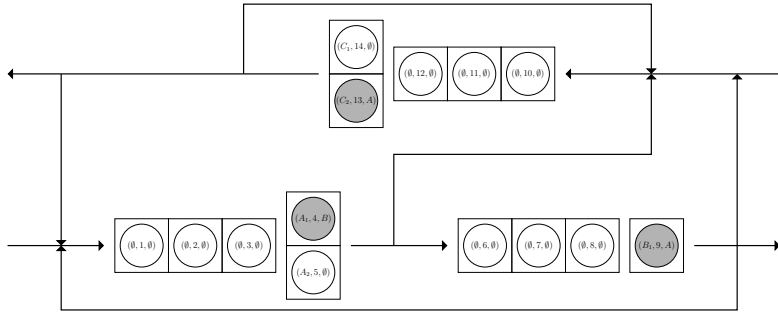 (C₁, 14, ∅)
(∅, 12, ∅) (∅, 11, ∅) (∅, 10, ∅)
(C₂, 13, A)
(A₁, 4, B)
(∅, 1, ∅) (∅, 2, ∅) (∅, 3, ∅) (∅, 6, ∅) (∅, 7, ∅) (∅, 8, ∅) (B₁, 9, A)
(A₂, 5, ∅)